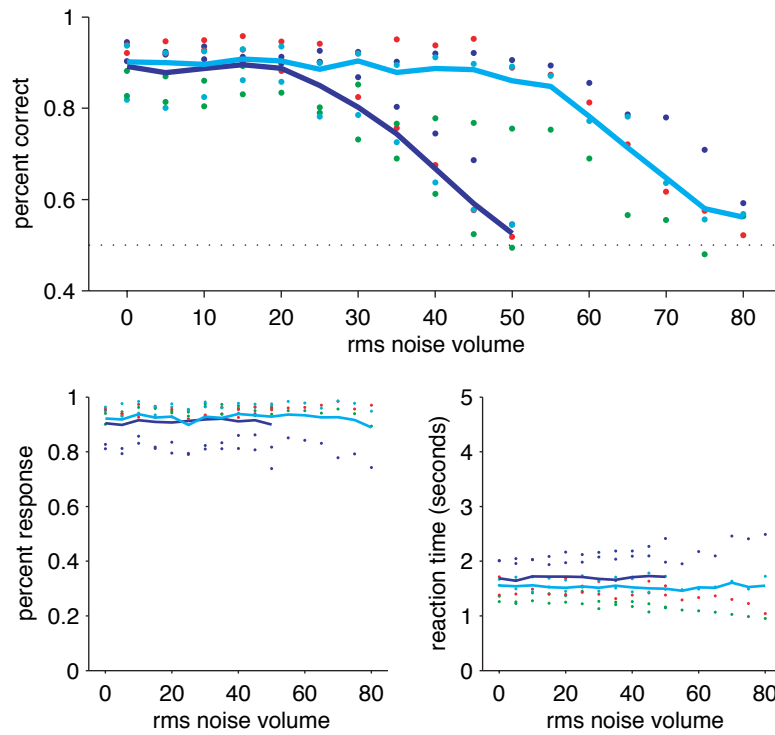 1
0.8
0.6
0.4
percent correct
0 10 20 30 40 50 60 70 80
rms noise volume
1
0.8
0.6
0.4
0.2
0
percent response
0 20 40 60 80
rms noise volume
5
4
3
2
1
0
reaction time (seconds)
0 20 40 60 80
rms noise volume